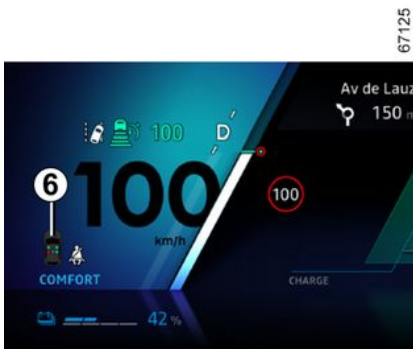 67125
Av de Lauz
150 m
100
D
6
100
km/h
100
COMFORT
CHARGE
42 %